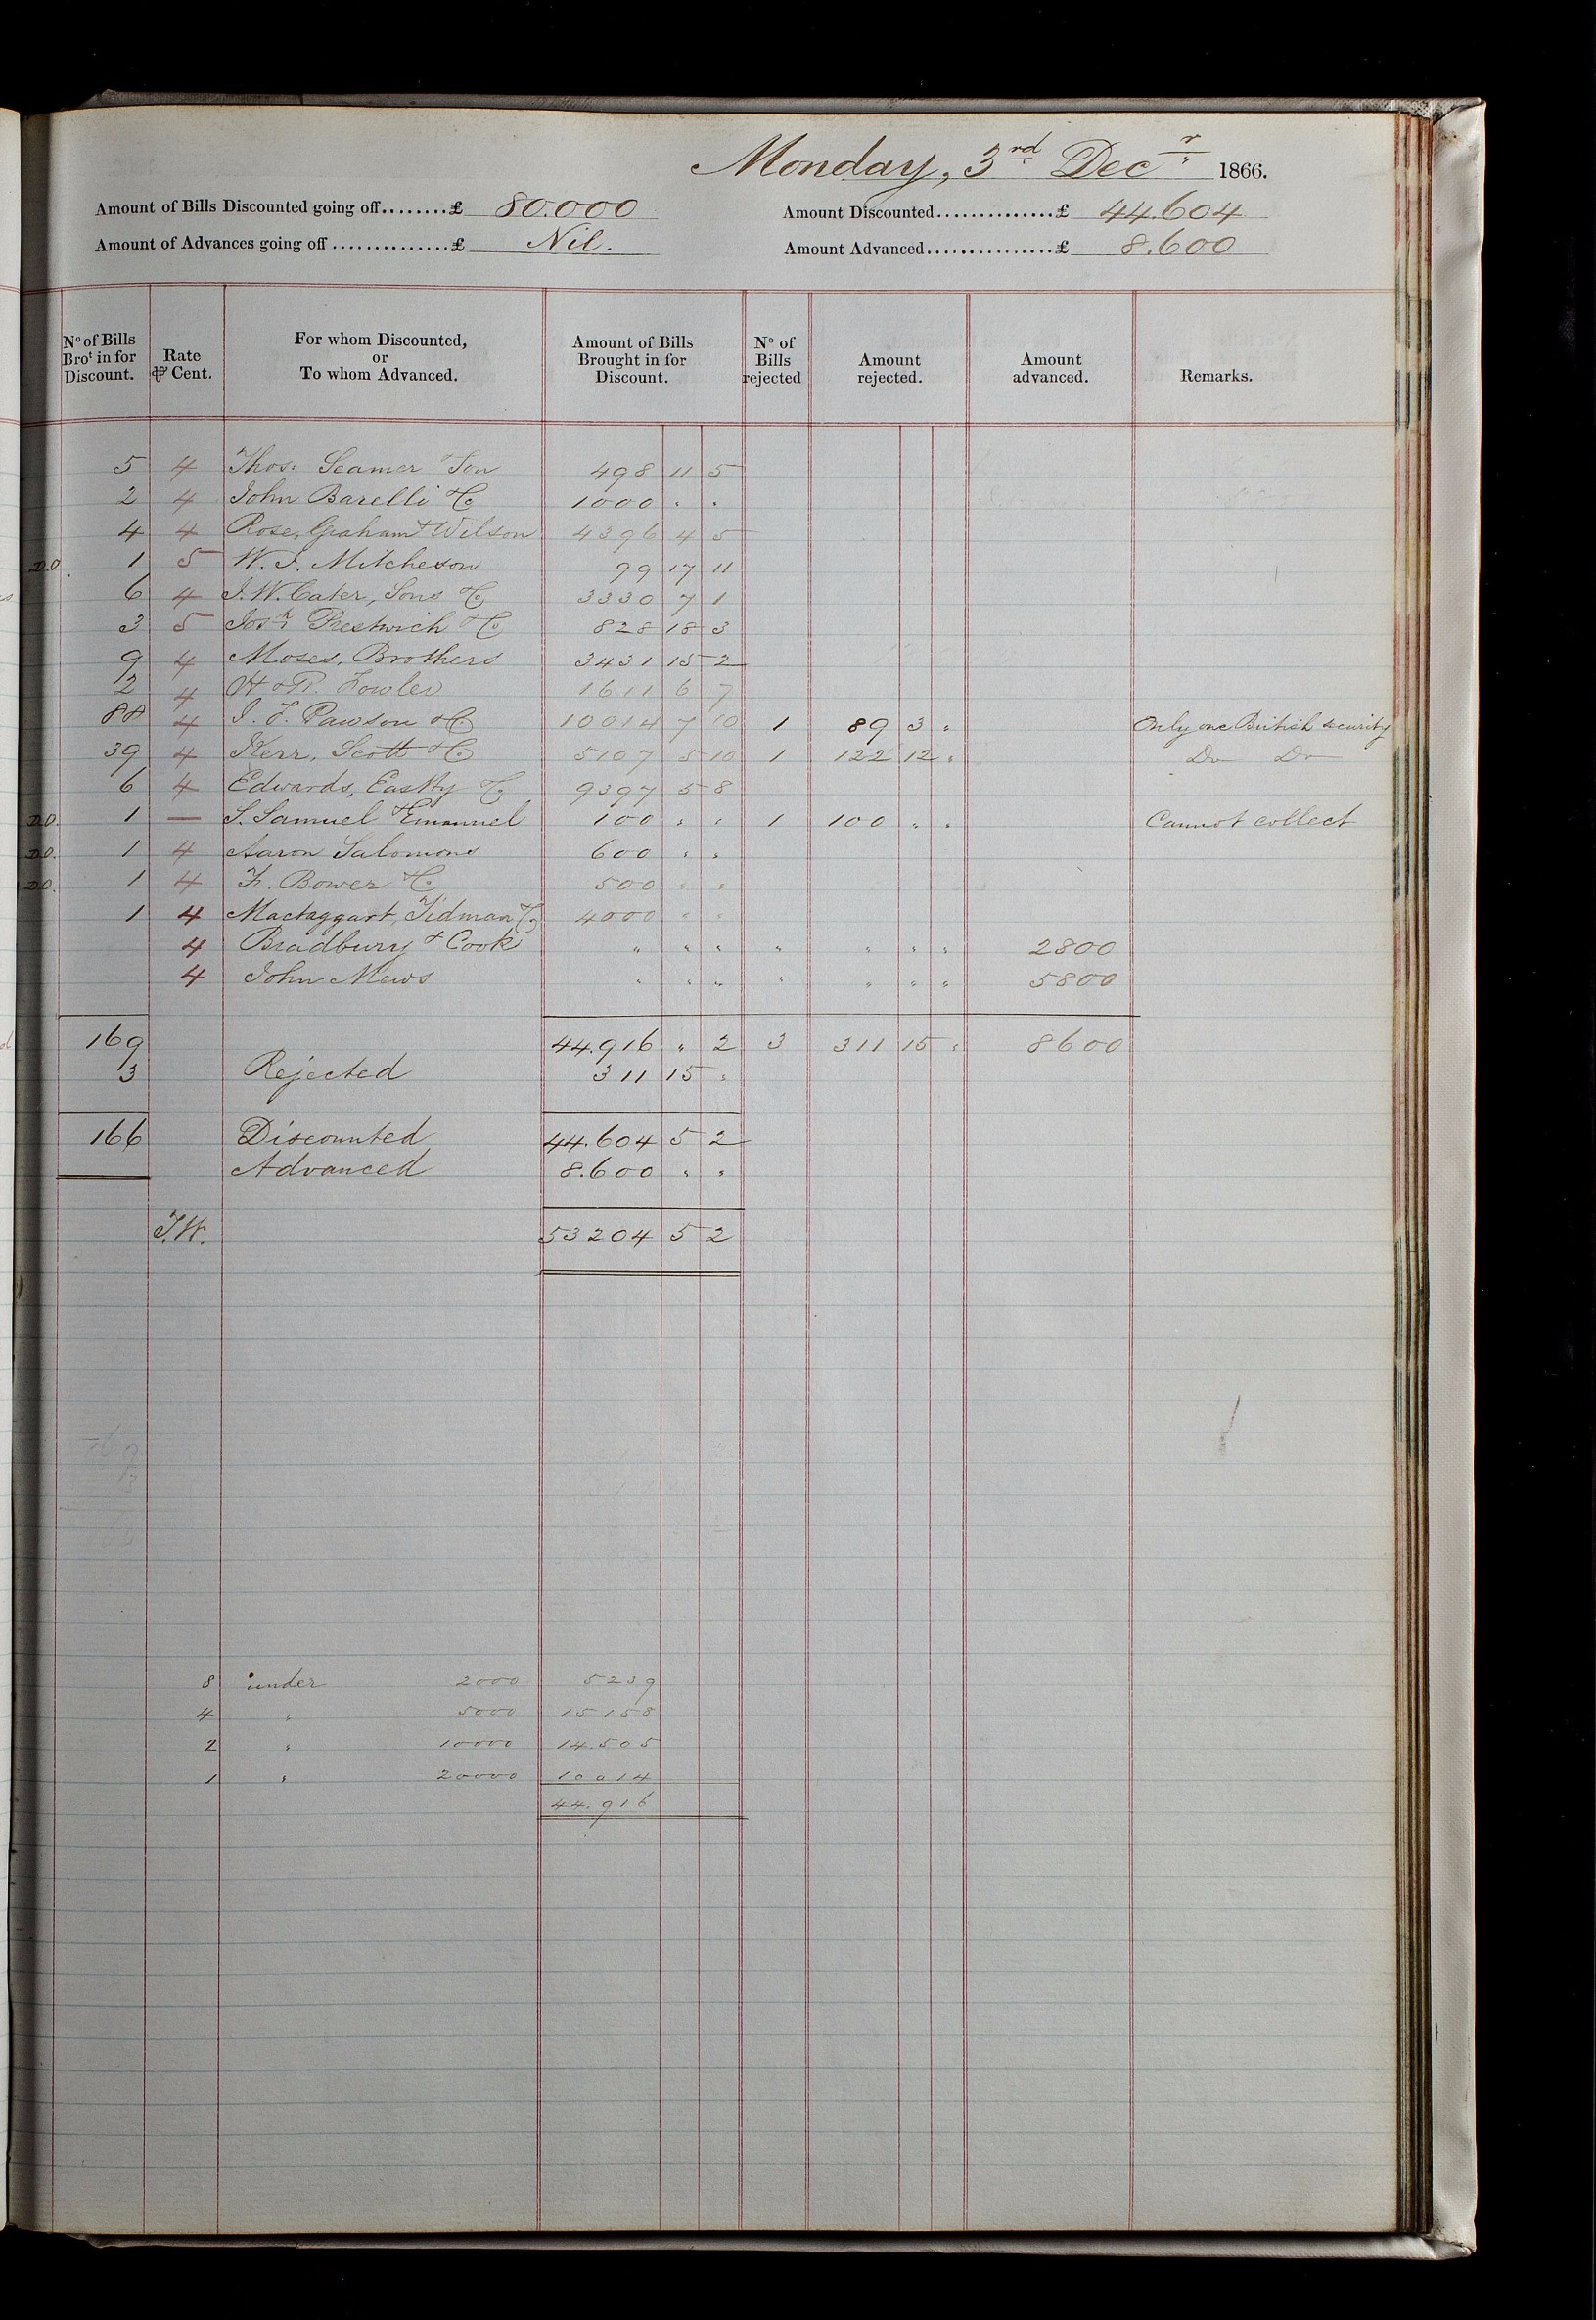 Monday, 3rd Decr 1866.
Amount of Bills Discounted going off........£ 80.000 Amount Discounted..............£ 44.604
Amount of Advances going off ..............£ Nil. Amount Advanced...............£ 8.600
No of Bills Brot in for Discount. Rate ⅌ Cent. For whom Discounted, or To whom Advanced. Amount of Bills Brought in for Discount. No of Bills rejected Amount rejected. Amount advanced. Remarks.
5 4 Thos. Seamer & Son 498 11 5
2 4 John Barelli & Co 1000 " "
4 4 Rose, Graham & Wilson 4396 4 5
D.O. 1 5 W. J. Mitcheson 99 17 11
6 4 J. W. Cater, Sons & Co 3330 7 1
3 5 Josh Prestwich & Co 828 18 3
9 4 Moses, Brothers 3431 15 2
2 4 H & R. Fowler 1611 6 7
88 4 J. F. Pawson & Co 10014 7 10 1 89 3 " Only one British security
39 4 Kerr, Scott & Co 5107 5 10 1 122 12 " Do Do
6 4 Edwards, Eastty & Co 9397 5 8
D.O. 1 — S. Samuel & Emanuel 100 " " 1 100 " " Cannot collect
D.O. 1 4 Aaron Salomons 600 " "
D.O. 1 4 F. Bower & Co 500 " "
1 4 Mactaggart, Tidman & Co 4000 " "
4 Bradbury & Cook " " " " " " " 2800
4 John Mews " " " " " " " 5800
169 44.916 " 2 3 311 15 " 8600
3 Rejected 311 15 "
166 Discounted 44.604 5 2
Advanced 8.600 " "
J.W. 53204 5 2
8 under 2000 5239
4 " 5000 15158
2 " 10000 14.505
1 " 20000 10014
44.916